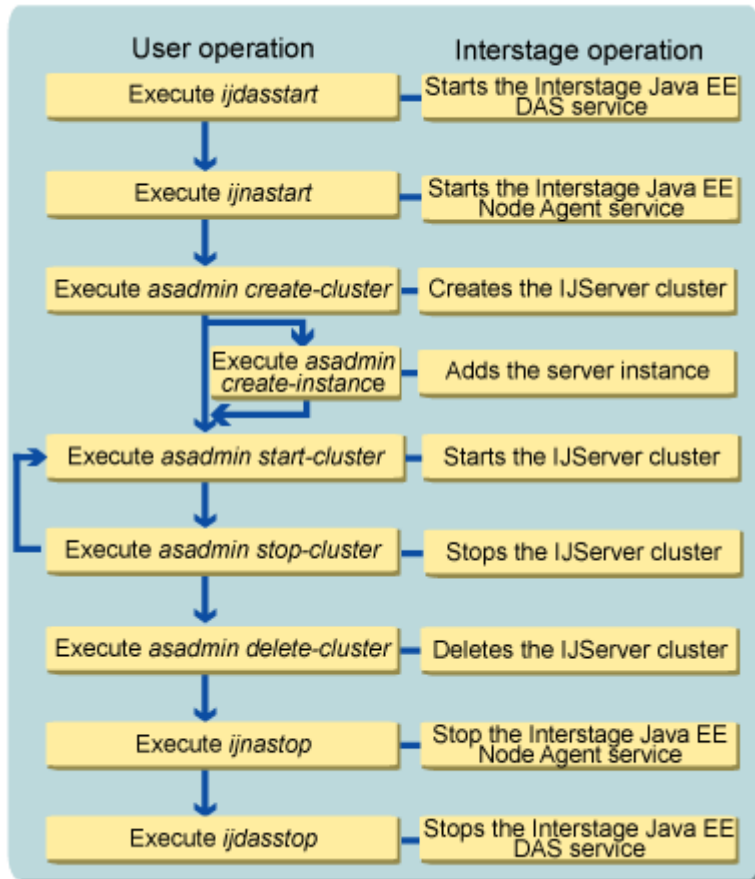 User operation
Interstage operation
Execute ijdasstart
Starts the Interstage Java EE
DAS service
Execute ijnastart
Starts the Interstage Java EE
Node Agent service
Execute asadmin create-cluster
Creates the IJServer cluster
Execute asadmin
create-instance
Adds the server instance
Execute asadmin start-cluster
Starts the IJServer cluster
Execute asadmin stop-cluster
Stops the IJServer cluster
Execute asadmin delete-cluster
Deletes the IJServer cluster
Execute ijnastop
Stop the Interstage Java EE
Node Agent service
Execute ijdasstop
Stops the Interstage Java EE
DAS service